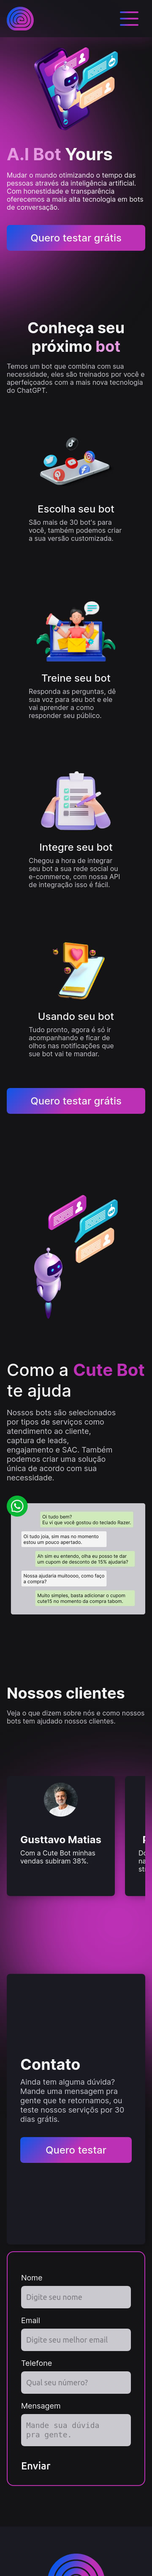 A.I Bot Yours
Mudar o mundo otimizando o tempo das
pessoas através da inteligência artificial.
Com honestidade e transparência
oferecemos a mais alta tecnologia em bots
de conversação.
Quero testar grátis
Conheça seu
próximo bot
Temos um bot que combina com sua
necessidade, eles são treinados por você e
aperfeiçoados com a mais nova tecnologia
do ChatGPT.
Escolha seu bot
São mais de 30 bot's para
você, também podemos criar
a sua versão customizada.
Treine seu bot
Responda as perguntas, dê
sua voz para seu bot e ele
vai aprender a como
responder seu público.
Integre seu bot
Chegou a hora de integrar
seu bot a sua rede social ou
e-commerce, com nossa API
de integração isso é fácil.
Usando seu bot
Tudo pronto, agora é só ir
acompanhando e ficar de
olhos nas notificações que
sue bot vai te mandar.
Quero testar grátis
Como a Cute Bot
te ajuda
Nossos bots são selecionados
por tipos de serviços como
atendimento ao cliente,
captura de leads,
engajamento e SAC. Também
podemos criar uma solução
única de acordo com sua
necessidade.
Oi tudo bem?
Eu vi que você gostou do teclado Razer.
Oi tudo joia, sim mas no momento
estou um pouco apertado.
Ah sim eu entendo, olha eu posso te dar
um cupom de desconto de 15% ajudaria?
Nossa ajudaria muitoooo, como faço
a compra?
Muito simples, basta adicionar o cupom
cute15 no momento da compra tabom.
Nossos clientes
Veja o que dizem sobre nós e como nossos
bots tem ajudado nossos clientes.
Gusttavo Matias
Com a Cute Bot minhas
vendas subiram 38%.
Contato
Ainda tem alguma dúvida?
Mande uma mensagem pra
gente que te retornamos, ou
teste nossos serviços por 30
dias grátis.
Quero testar
Nome
Digite seu nome
Email
Digite seu melhor email
Telefone
Qual seu número?
Mensagem
Mande sua dúvida
pra gente.
Enviar